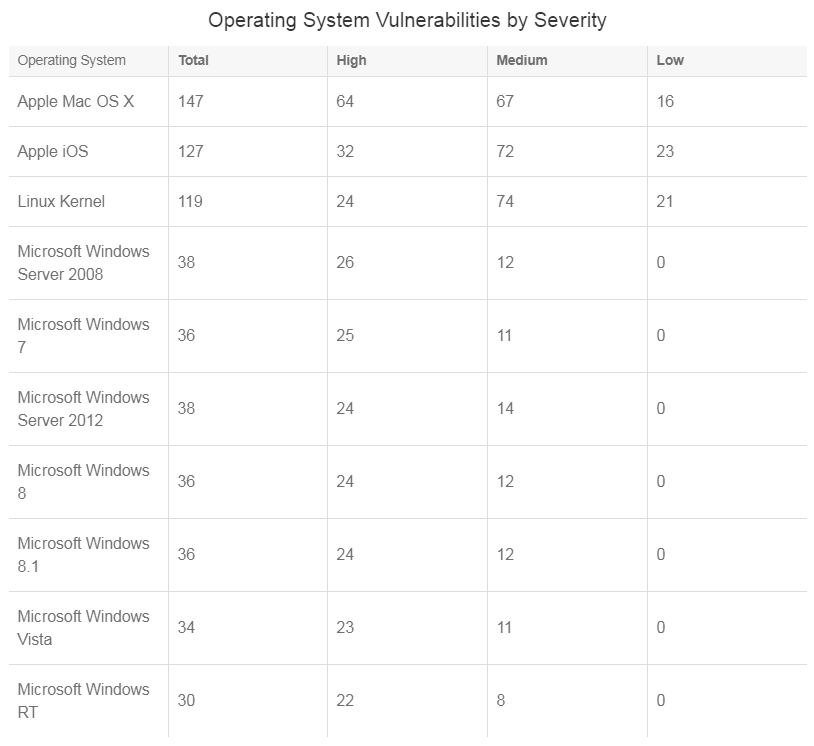 Operating System Vulnerabilities by Severity
Operating System Total High Medium Low
Apple Mac OS X 147 64 67 16
Apple iOS 127 32 72 23
Linux Kernel 119 24 74 21
Microsoft Windows
Server 2008 38 26 12 0
Microsoft Windows
7 36 25 11 0
Microsoft Windows
Server 2012 38 24 14 0
Microsoft Windows
8 36 24 12 0
Microsoft Windows
8.1 36 24 12 0
Microsoft Windows
Vista 34 23 11 0
Microsoft Windows
RT 30 22 8 0